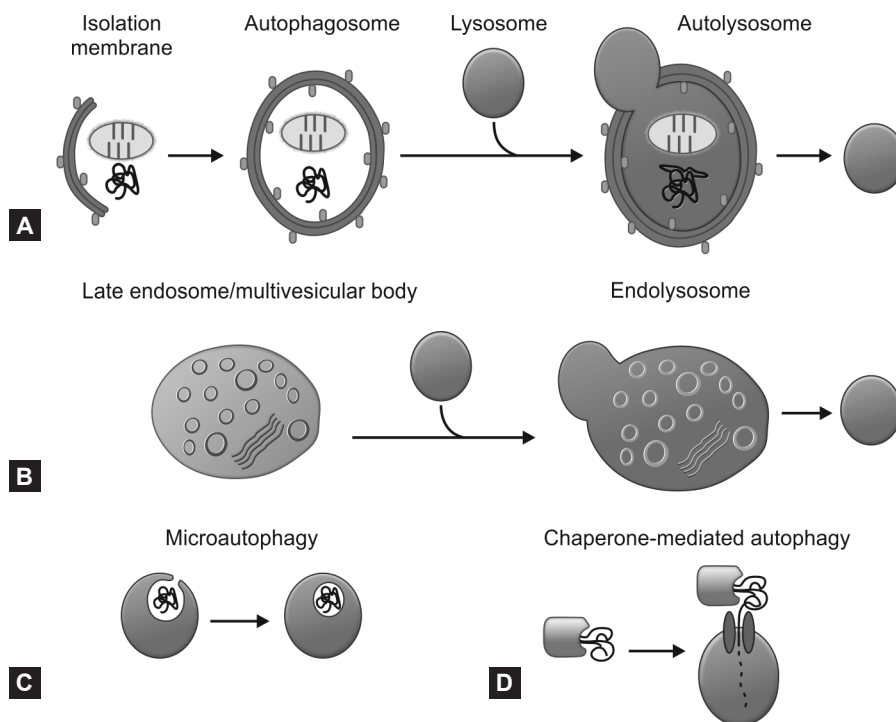 Isolation
membrane
Autophagosome
Lysosome
Autolysosome
A
Late endosome/multivesicular body
Endolysosome
B
Microautophagy
Chaperone-mediated autophagy
C
D